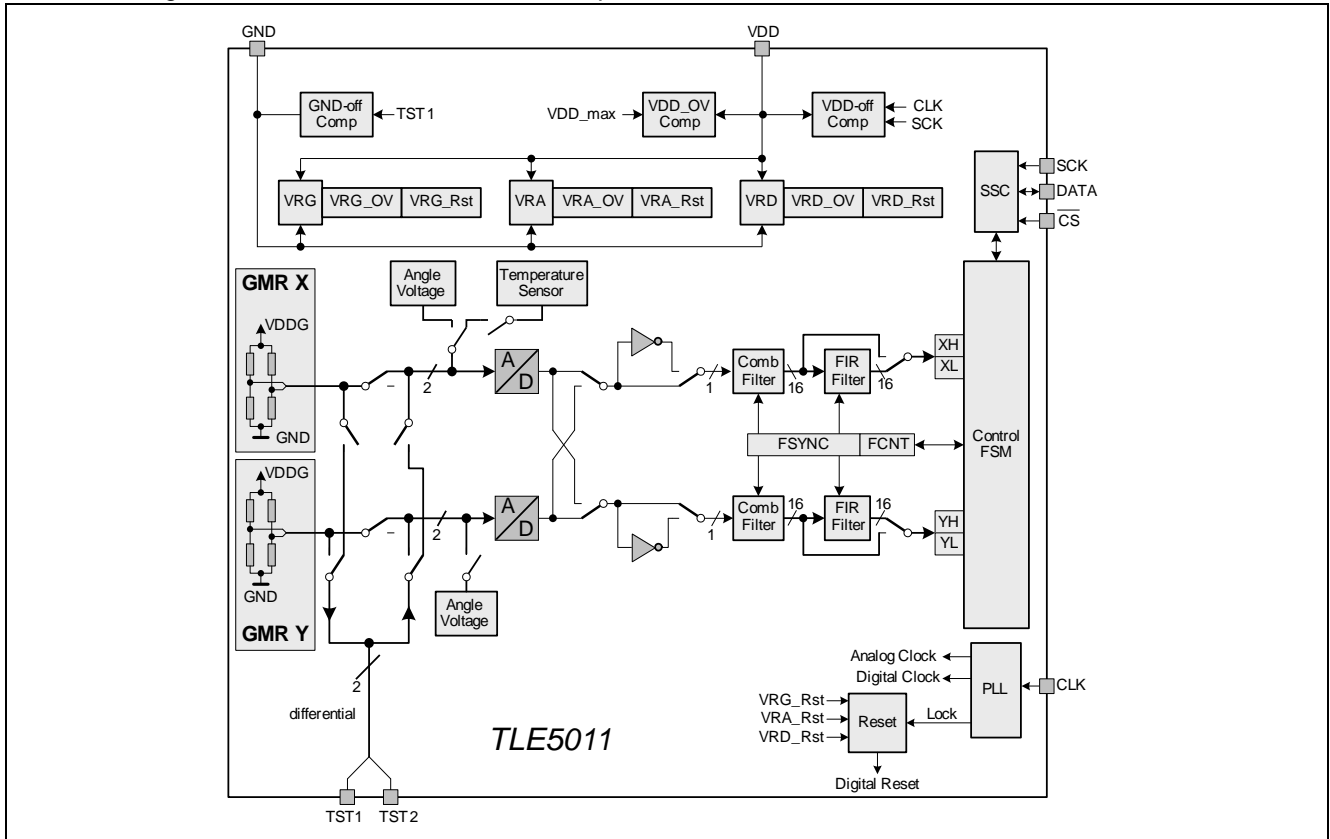 GND
VDD
GND-off
Comp
TST1
VDD_max
VDD_OV
Comp
VDD-off
Comp
CLK
SCK
VRG
VRG_OV
VRG_Rst
VRA
VRA_OV
VRA_Rst
VRD
VRD_OV
VRD_Rst
SSC
SCK
DATA
CS
GMR X
VDDG
GND
Angle
Voltage
Temperature
Sensor
2
A
D
1
Comb
Filter
16
FIR
Filter
16
XH
XL
FSYNC
FCNT
Control
FSM
VDDG
GND
GMR Y
2
A
D
Angle
Voltage
1
Comb
Filter
16
FIR
Filter
16
YH
YL
2
differential
TLE5011
Analog Clock
Digital Clock
PLL
CLK
VRG_Rst
VRA_Rst
VRD_Rst
Reset
Lock
Digital Reset
TST1
TST2